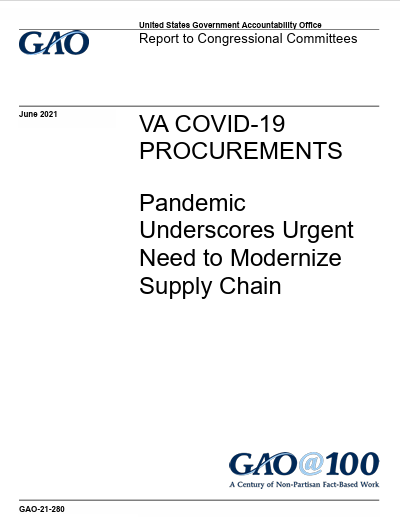 United States Government Accountability Office
GAO
Report to Congressional Committees
June 2021
VA COVID-19
PROCUREMENTS
Pandemic
Underscores Urgent
Need to Modernize
Supply Chain
GAO@100
A Century of Non-Partisan Fact-Based Work
GAO-21-280